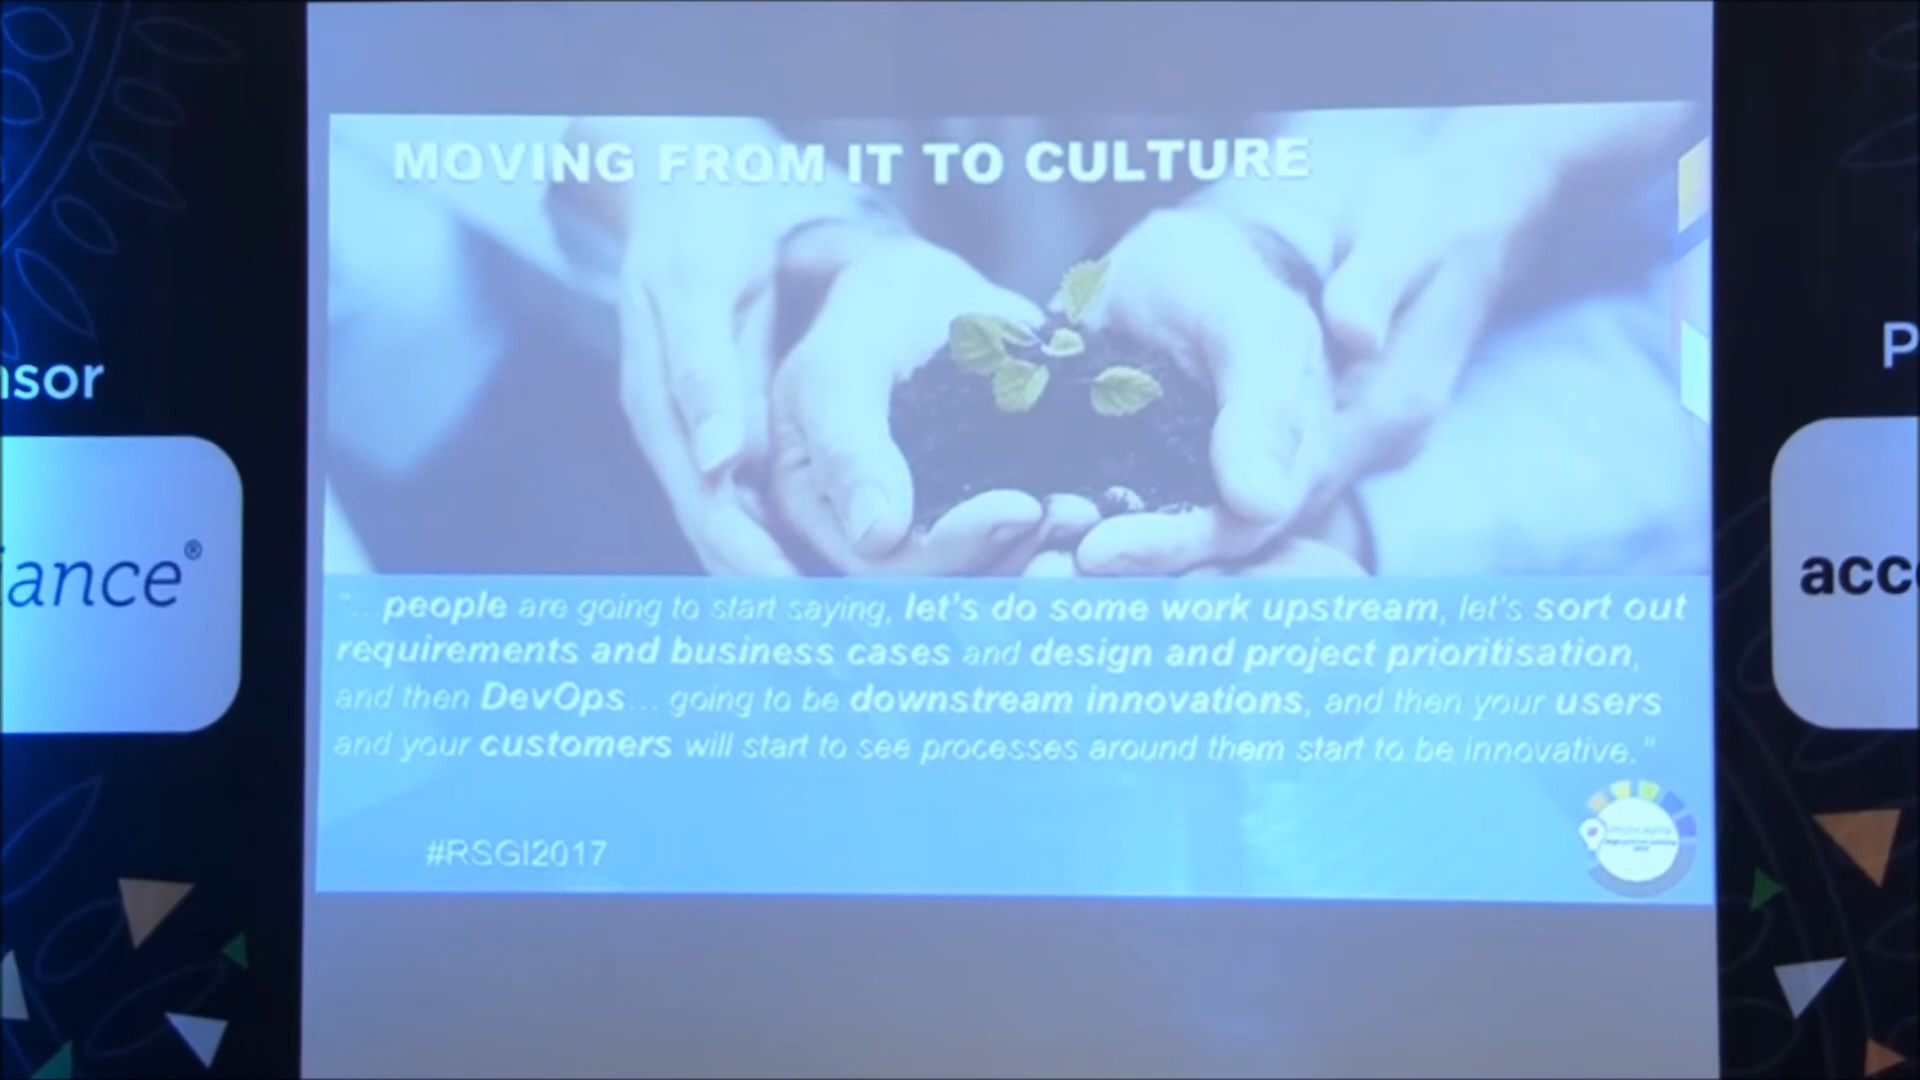 MOVING FROM IT TO CULTURE
"... people are going to start saying, let's do some work upstream, let's sort out
requirements and business cases and design and project prioritisation,
and then DevOps... going to be downstream innovations, and then your users
and your customers will start to see processes around them start to be innovative."
#RSGI2017
nsor
iance®
P
acc